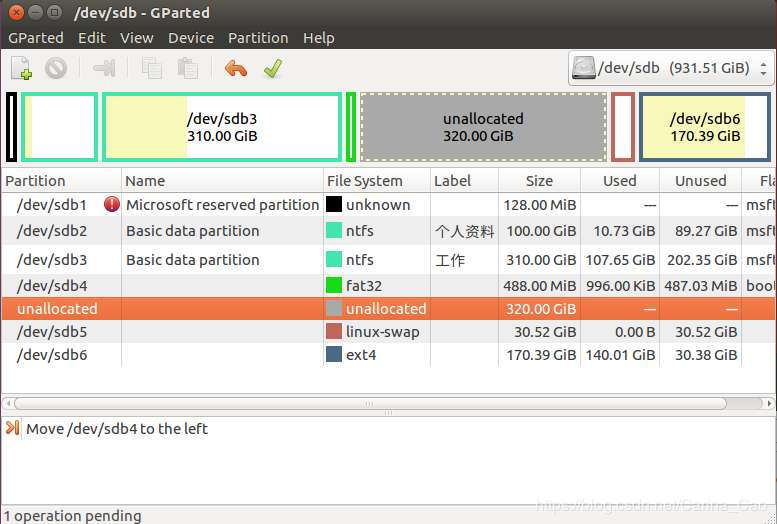 /dev/sdb - GParted
GParted Edit View Device Partition Help
/dev/sdb (931.51 GiB)
/dev/sdb3
310.00 GiB
unallocated
320.00 GiB
/dev/sdb6
170.39 GiB
Partition Name File System Label Size Used Unused Fla
/dev/sdb1 Microsoft reserved partition unknown 128.00 MiB — — msft
/dev/sdb2 Basic data partition ntfs 个人资料 100.00 GiB 10.73 GiB 89.27 GiB msft
/dev/sdb3 Basic data partition ntfs 工作 310.00 GiB 107.65 GiB 202.35 GiB msft
/dev/sdb4 fat32 488.00 MiB 996.00 KiB 487.03 MiB boo
unallocated unallocated 320.00 GiB — —
/dev/sdb5 linux-swap 30.52 GiB 0.00 B 30.52 GiB
/dev/sdb6 ext4 170.39 GiB 140.01 GiB 30.38 GiB
Move /dev/sdb4 to the left
1 operation pending
https://blog.csdn.net/Canna_Gao